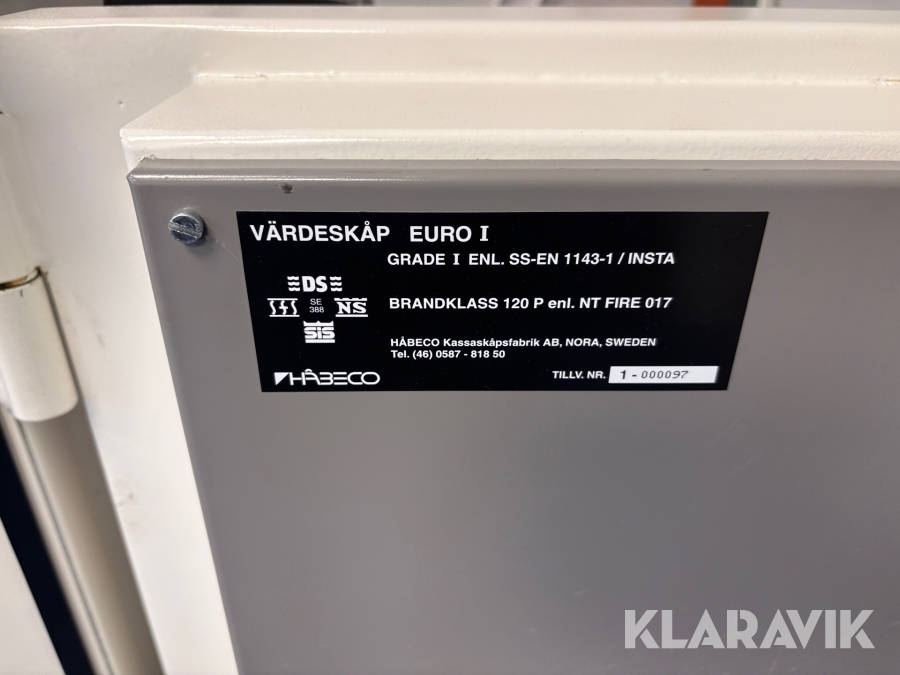 VÄRDESKÅP EURO I
GRADE I ENL. SS-EN 1143-1 / INSTA
DS
SE
388
NS
SIS
BRANDKLASS 120 P enl. NT FIRE 017
HÅBECO Kassaskåpsfabrik AB, NORA, SWEDEN
Tel. (46) 0587 - 818 50
HÅBECO
TILLV. NR. 1 - 000097
KLARAVIK